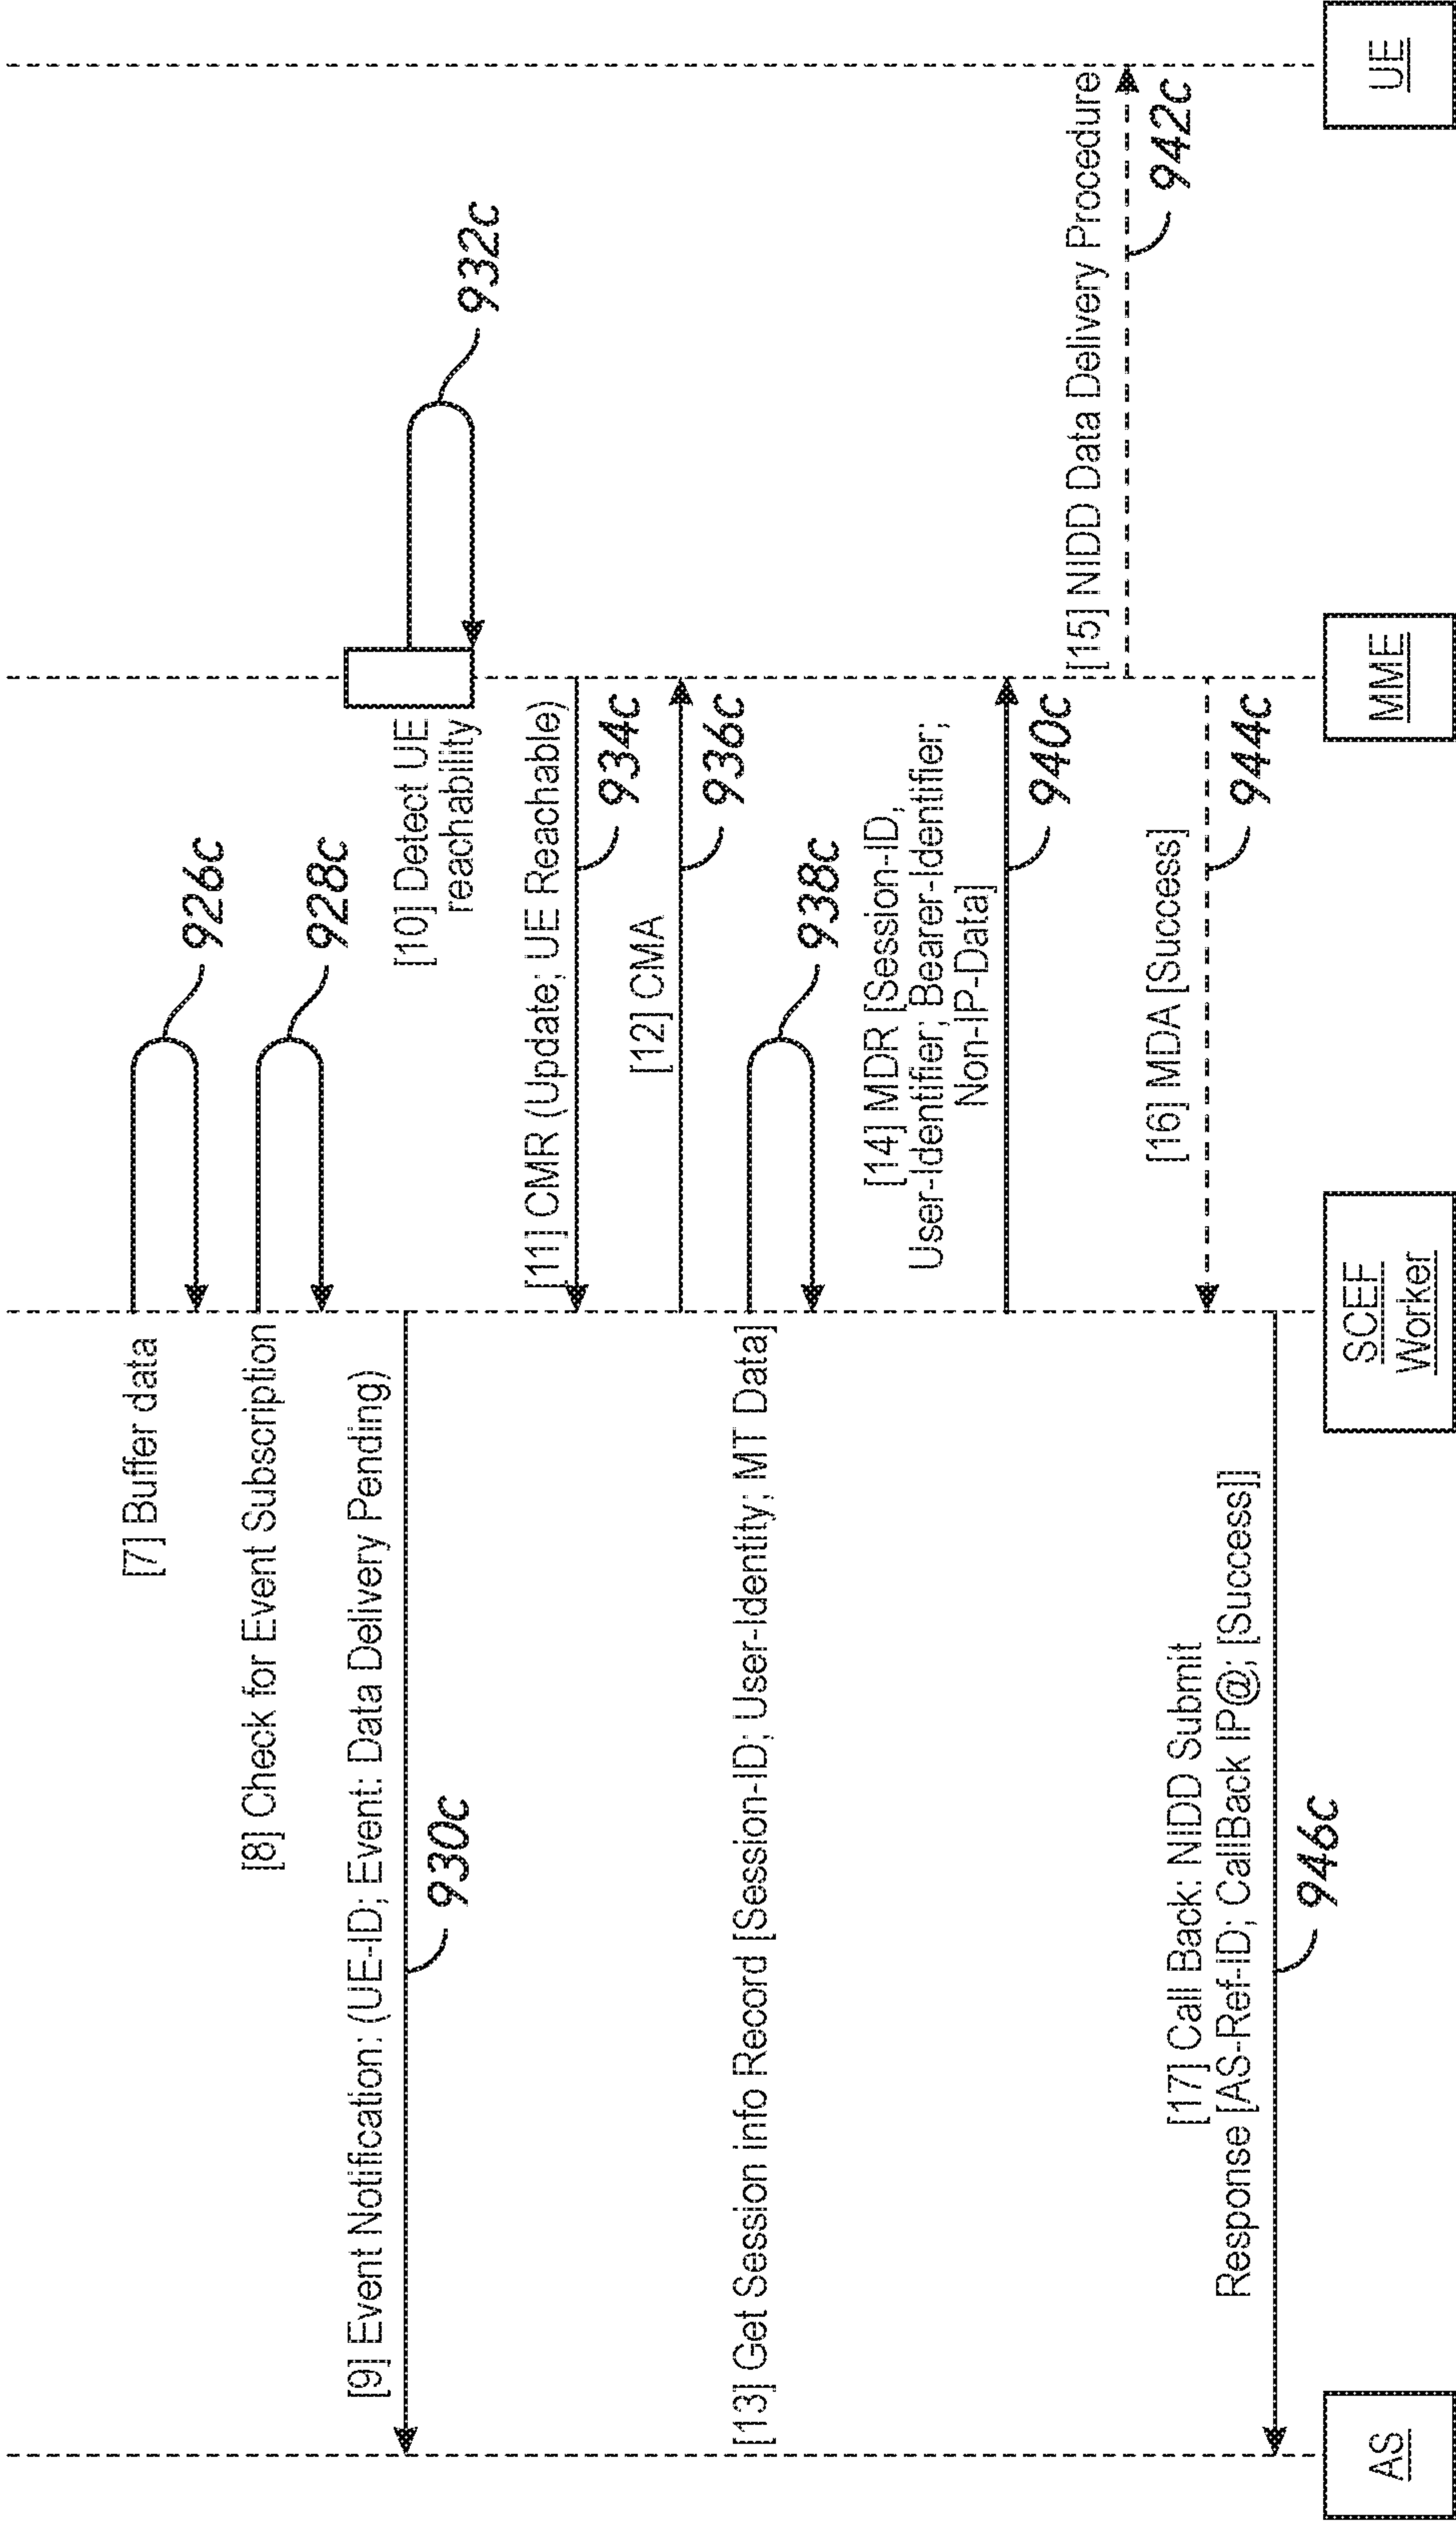 [7] Buffer data
926c
[8] Check for Event Subscription
928c
[9] Event Notification: (UE-ID; Event: Data Delivery Pending)
930c
[10] Detect UE
reachability
932c
[11] CMR (Update; UE Reachable)
934c
[12] CMA
936c
[13] Get Session info Record [Session-ID; User-Identity; MT Data]
938c
[14] MDR [Session-ID,
User-Identifier; Bearer-Identifier;
Non-IP-Data]
940c
[15] NIDD Data Delivery Procedure
942c
[16] MDA [Success]
944c
[17] Call Back: NIDD Submit
Response [AS-Ref-ID; CallBack IP@; [Success]]
946c
AS
SCEF
Worker
MME
UE